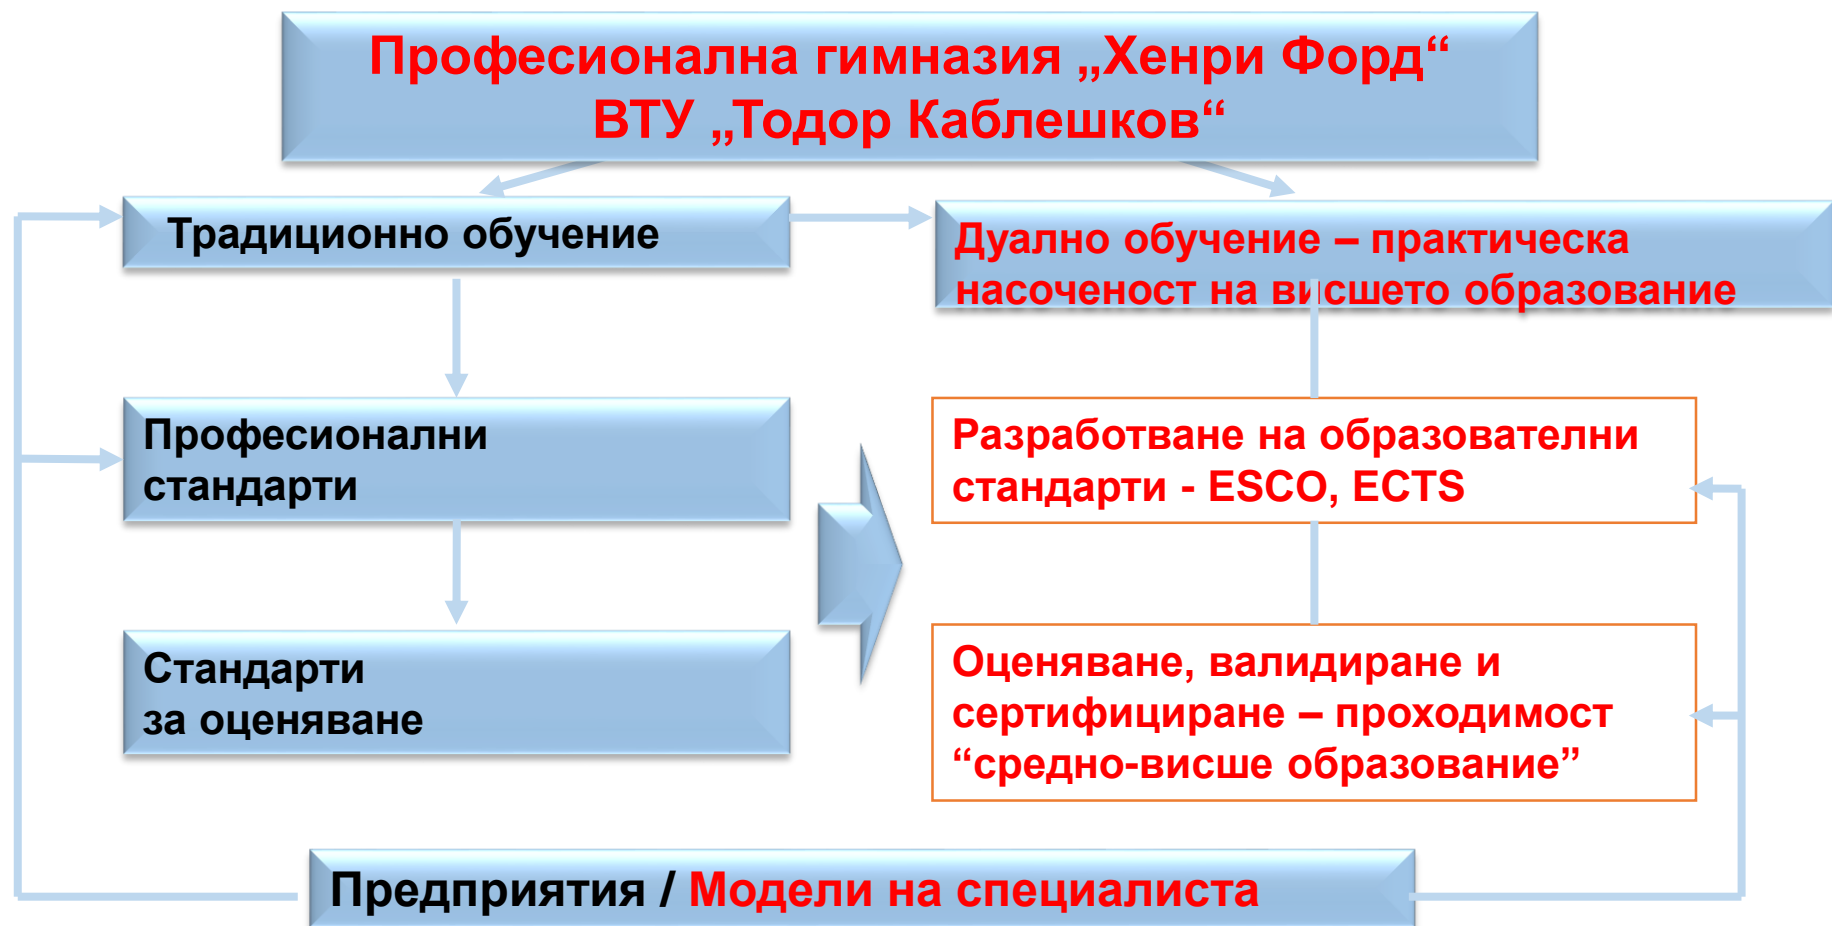 Професионална гимназия „Хенри Форд“
ВТУ „Тодор Каблешков“
Традиционно обучение
Дуално обучение – практическа
насоченост на висшето образование
Професионални
стандарти
Разработване на образователни
стандарти - ESCO, ECTS
Стандарти
за оценяване
Оценяване, валидиране и
сертифициране – проходимост
“средно-висше образование”
Предприятия / Модели на специалиста